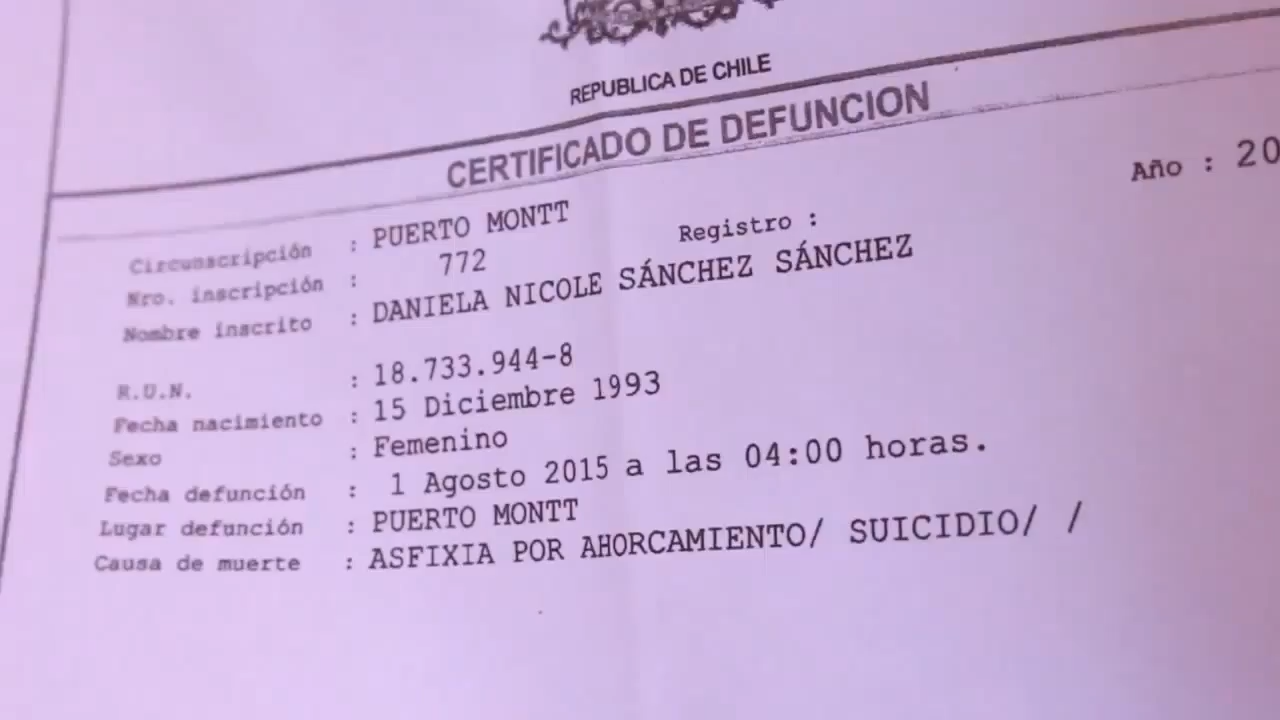 REPUBLICA DE CHILE
CERTIFICADO DE DEFUNCION
Año : 20
Circunscripción : PUERTO MONTT
Nro. inscripción : 772 Registro :
Nombre inscrito : DANIELA NICOLE SÁNCHEZ SÁNCHEZ
R.U.N. : 18.733.944-8
Fecha nacimiento : 15 Diciembre 1993
Sexo : Femenino
Fecha defunción : 1 Agosto 2015 a las 04:00 horas.
Lugar defunción : PUERTO MONTT
Causa de muerte : ASFIXIA POR AHORCAMIENTO/ SUICIDIO/ /